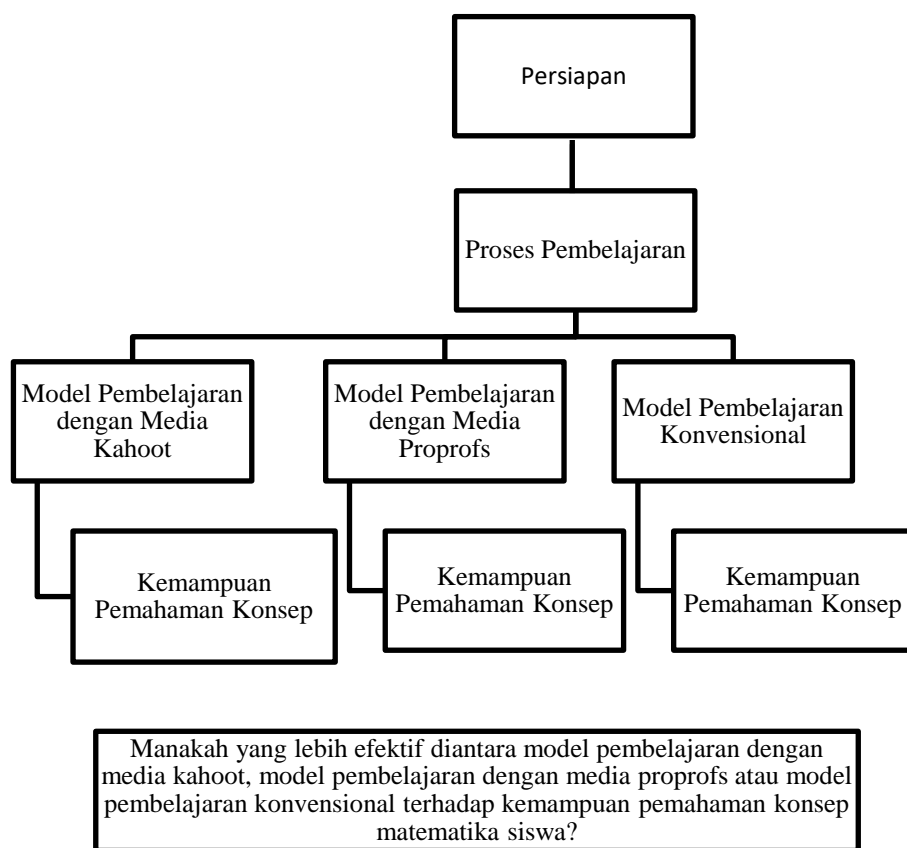 Persiapan
Proses Pembelajaran
Model Pembelajaran
dengan Media
Kahoot
Model Pembelajaran
dengan Media
Proprofs
Model Pembelajaran
Konvensional
Kemampuan
Pemahaman Konsep
Kemampuan
Pemahaman Konsep
Kemampuan
Pemahaman Konsep
Manakah yang lebih efektif diantara model pembelajaran dengan
media kahoot, model pembelajaran dengan media proprofs atau model
pembelajaran konvensional terhadap kemampuan pemahaman konsep
matematika siswa?